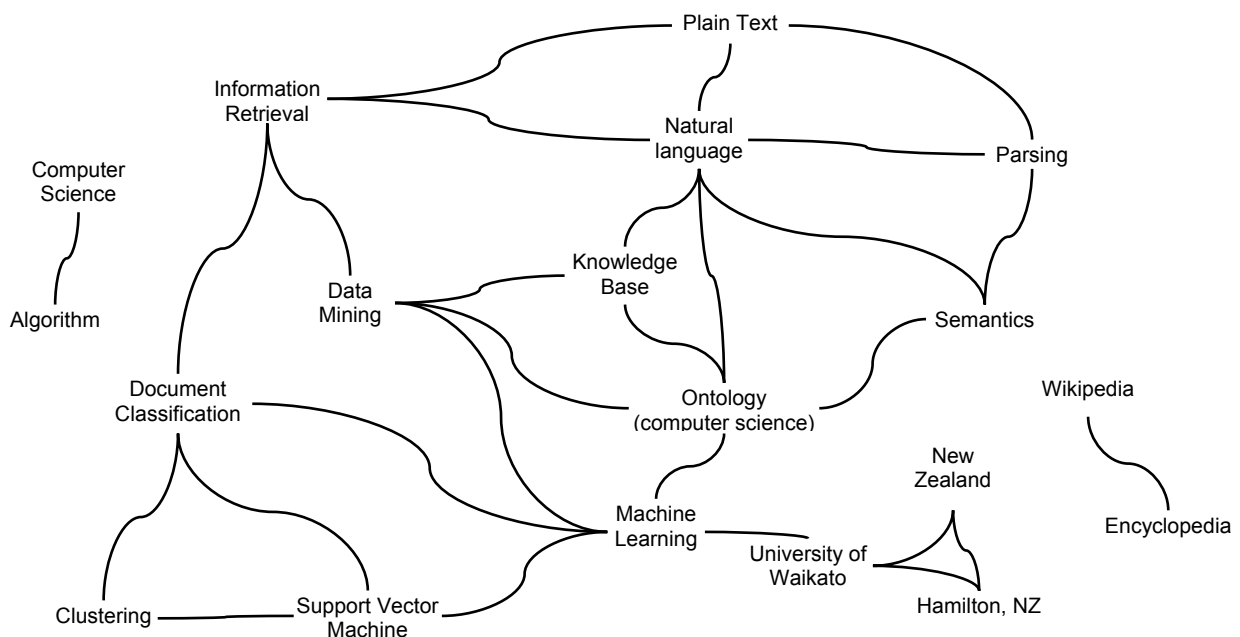 Plain Text
Information
Retrieval
Natural
language
Parsing
Computer
Science
Knowledge
Base
Data
Mining
Algorithm
Semantics
Document
Classification
Ontology
(computer science)
Wikipedia
New
Zealand
Machine
Learning
Encyclopedia
University of
Waikato
Clustering
Support Vector
Machine
Hamilton, NZ